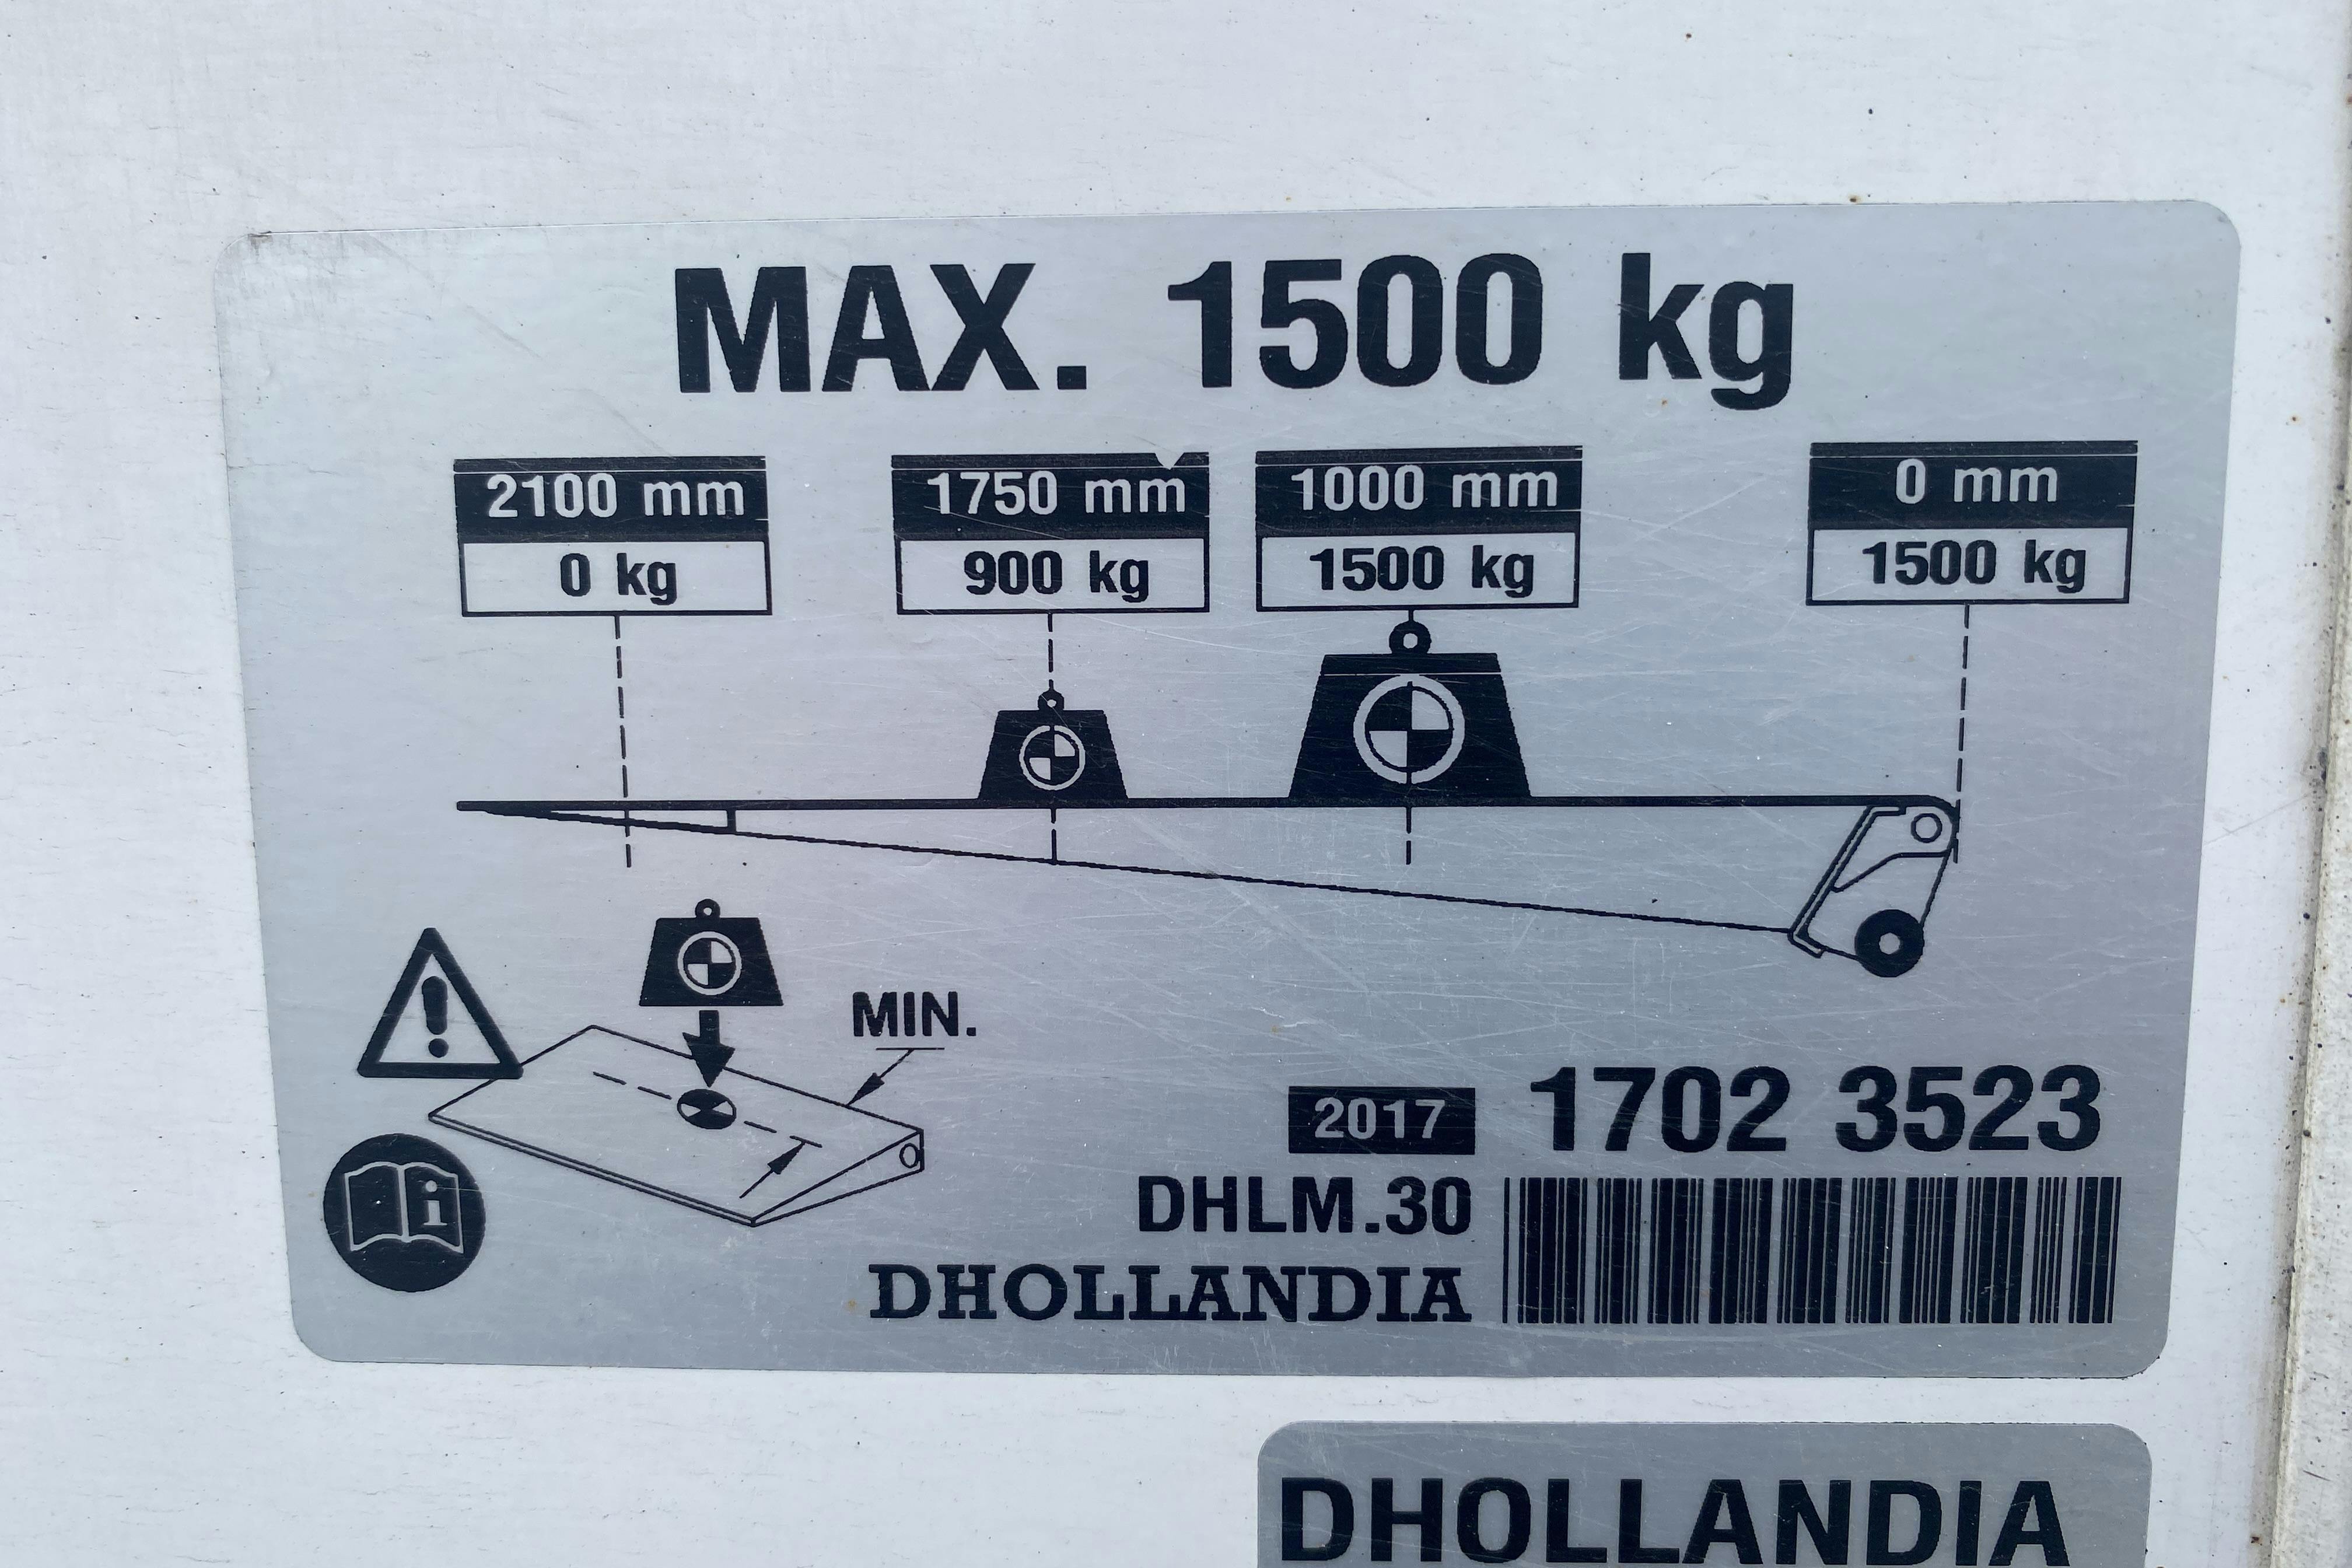 MAX. 1500 kg
2100 mm 1750 mm 1000 mm 0 mm
0 kg 900 kg 1500 kg 1500 kg
MIN.
2017 1702 3523
DHLM.30
DHOLLANDIA
DHOLLANDIA